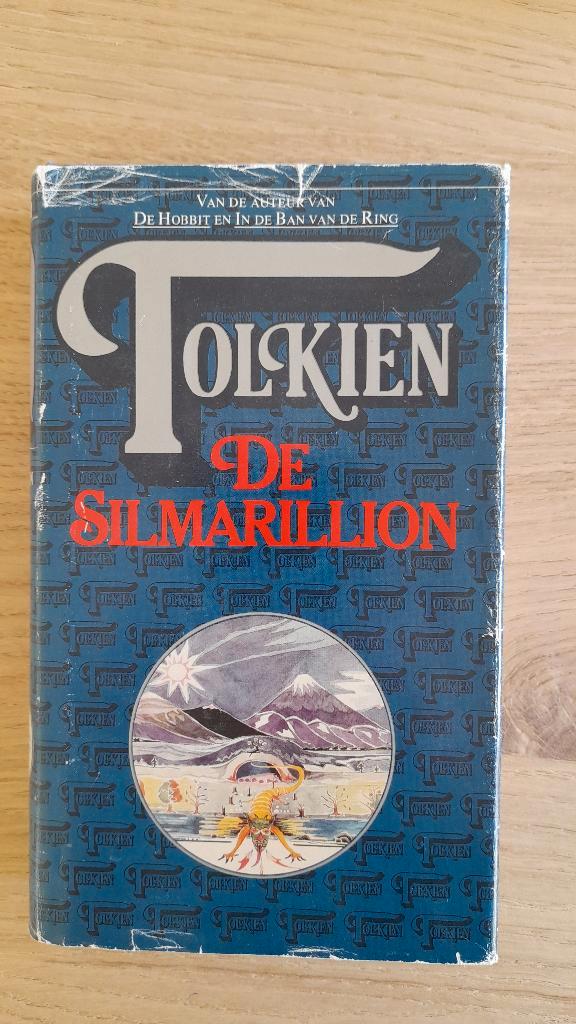 VAN DE AUTEUR VAN
DE HOBBIT EN IN DE BAN VAN DE RING
TOLKIEN
DE
SILMARILLION